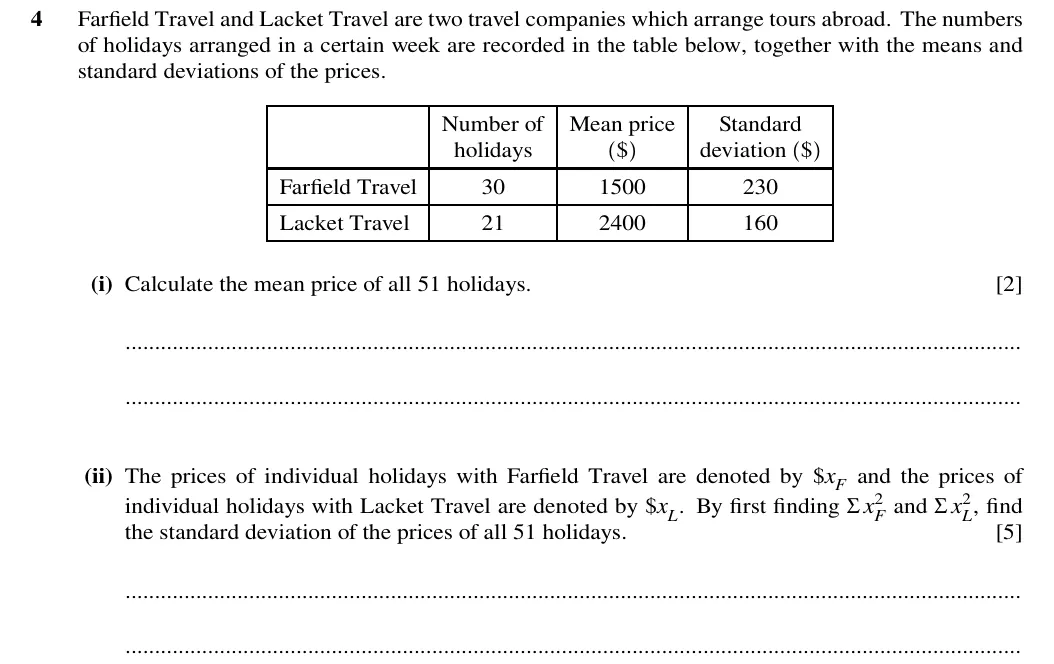 4 Farfield Travel and Lacket Travel are two travel companies which arrange tours abroad. The numbers
of holidays arranged in a certain week are recorded in the table below, together with the means and
standard deviations of the prices.
Number of holidays Mean price ($) Standard deviation ($)
Farfield Travel 30 1500 230
Lacket Travel 21 2400 160
(i) Calculate the mean price of all 51 holidays. [2]
(ii) The prices of individual holidays with Farfield Travel are denoted by $x_F and the prices of
individual holidays with Lacket Travel are denoted by $x_L. By first finding Σx_F^2 and Σx_L^2, find
the standard deviation of the prices of all 51 holidays. [5]